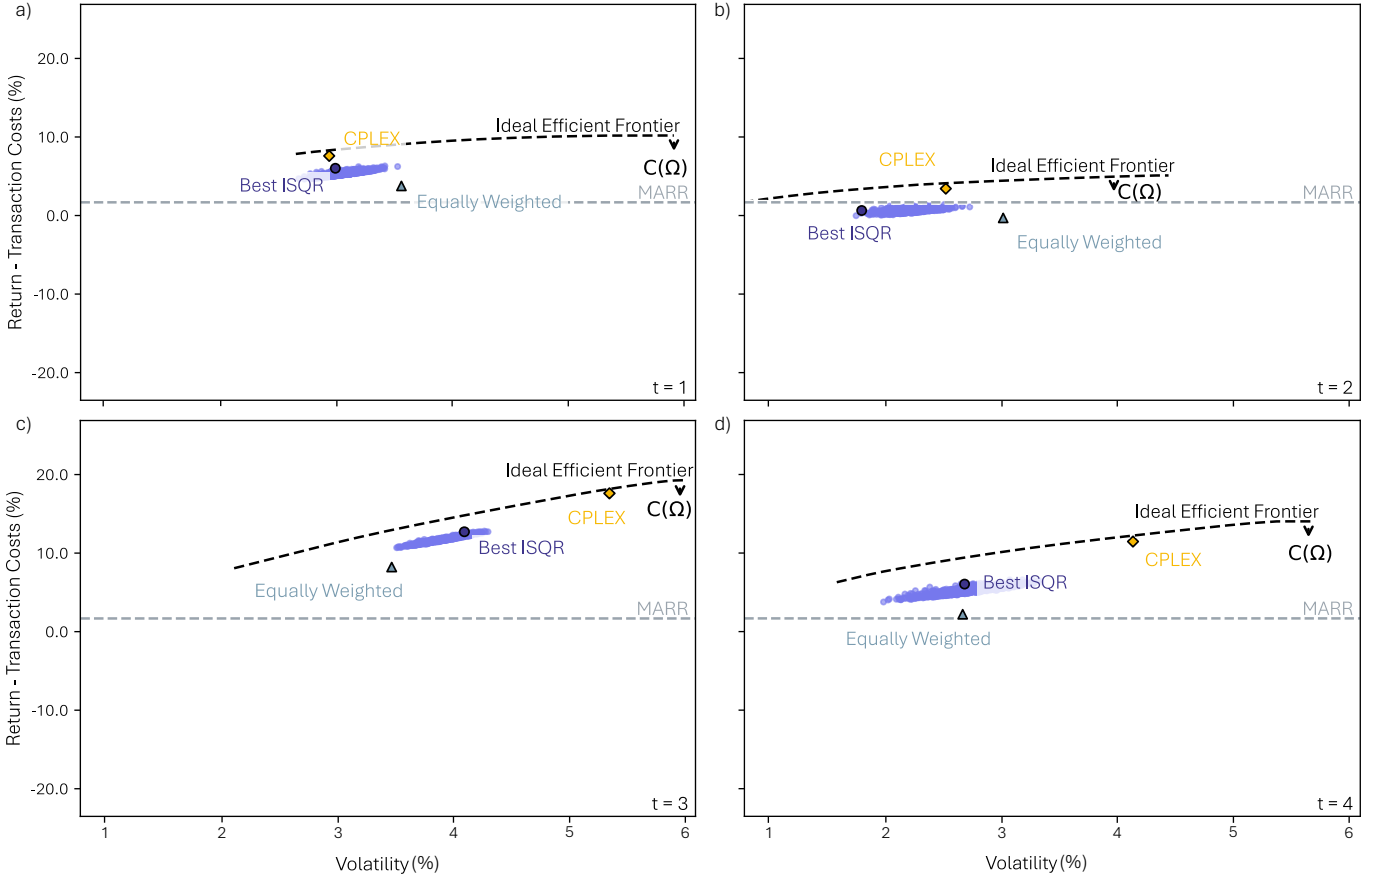 a)
Return - Transaction Costs (%)
20.0
10.0
0.0
-10.0
-20.0
Ideal Efficient Frontier
CPLEX
C(Ω)
Best ISQR
MARR
Equally Weighted
t = 1
b)
CPLEX
Ideal Efficient Frontier
C(Ω)
MARR
Best ISQR
Equally Weighted
t = 2
c)
Return - Transaction Costs (%)
20.0
10.0
0.0
-10.0
-20.0
Ideal Efficient Frontier
C(Ω)
CPLEX
Best ISQR
Equally Weighted
MARR
t = 3
1 2 3 4 5 6
Volatility (%)
d)
Ideal Efficient Frontier
C(Ω)
CPLEX
Best ISQR
MARR
Equally Weighted
t = 4
1 2 3 4 5 6
Volatility (%)